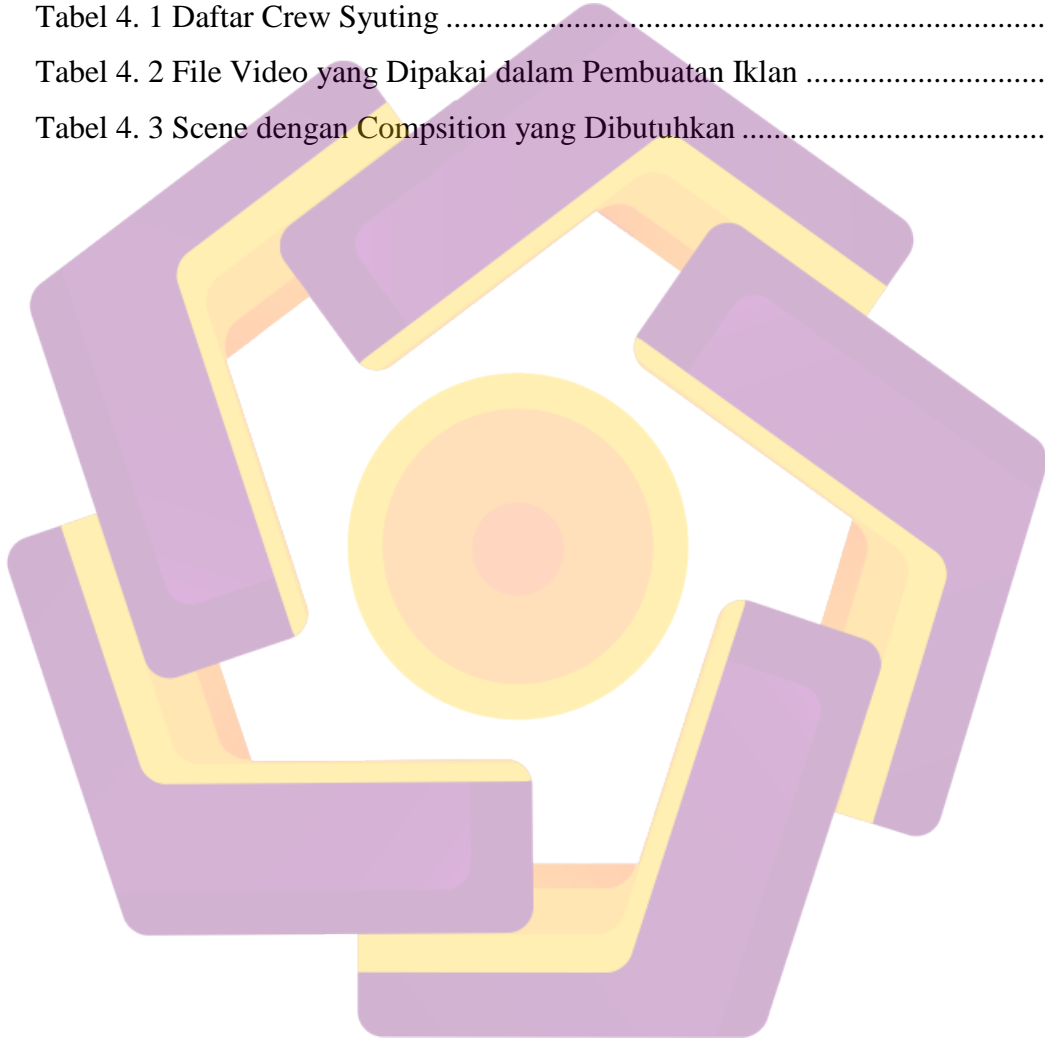 Tabel 4. 1 Daftar Crew Syuting ............................................................................
Tabel 4. 2 File Video yang Dipakai dalam Pembuatan Iklan ..............................
Tabel 4. 3 Scene dengan Compsition yang Dibutuhkan ......................................